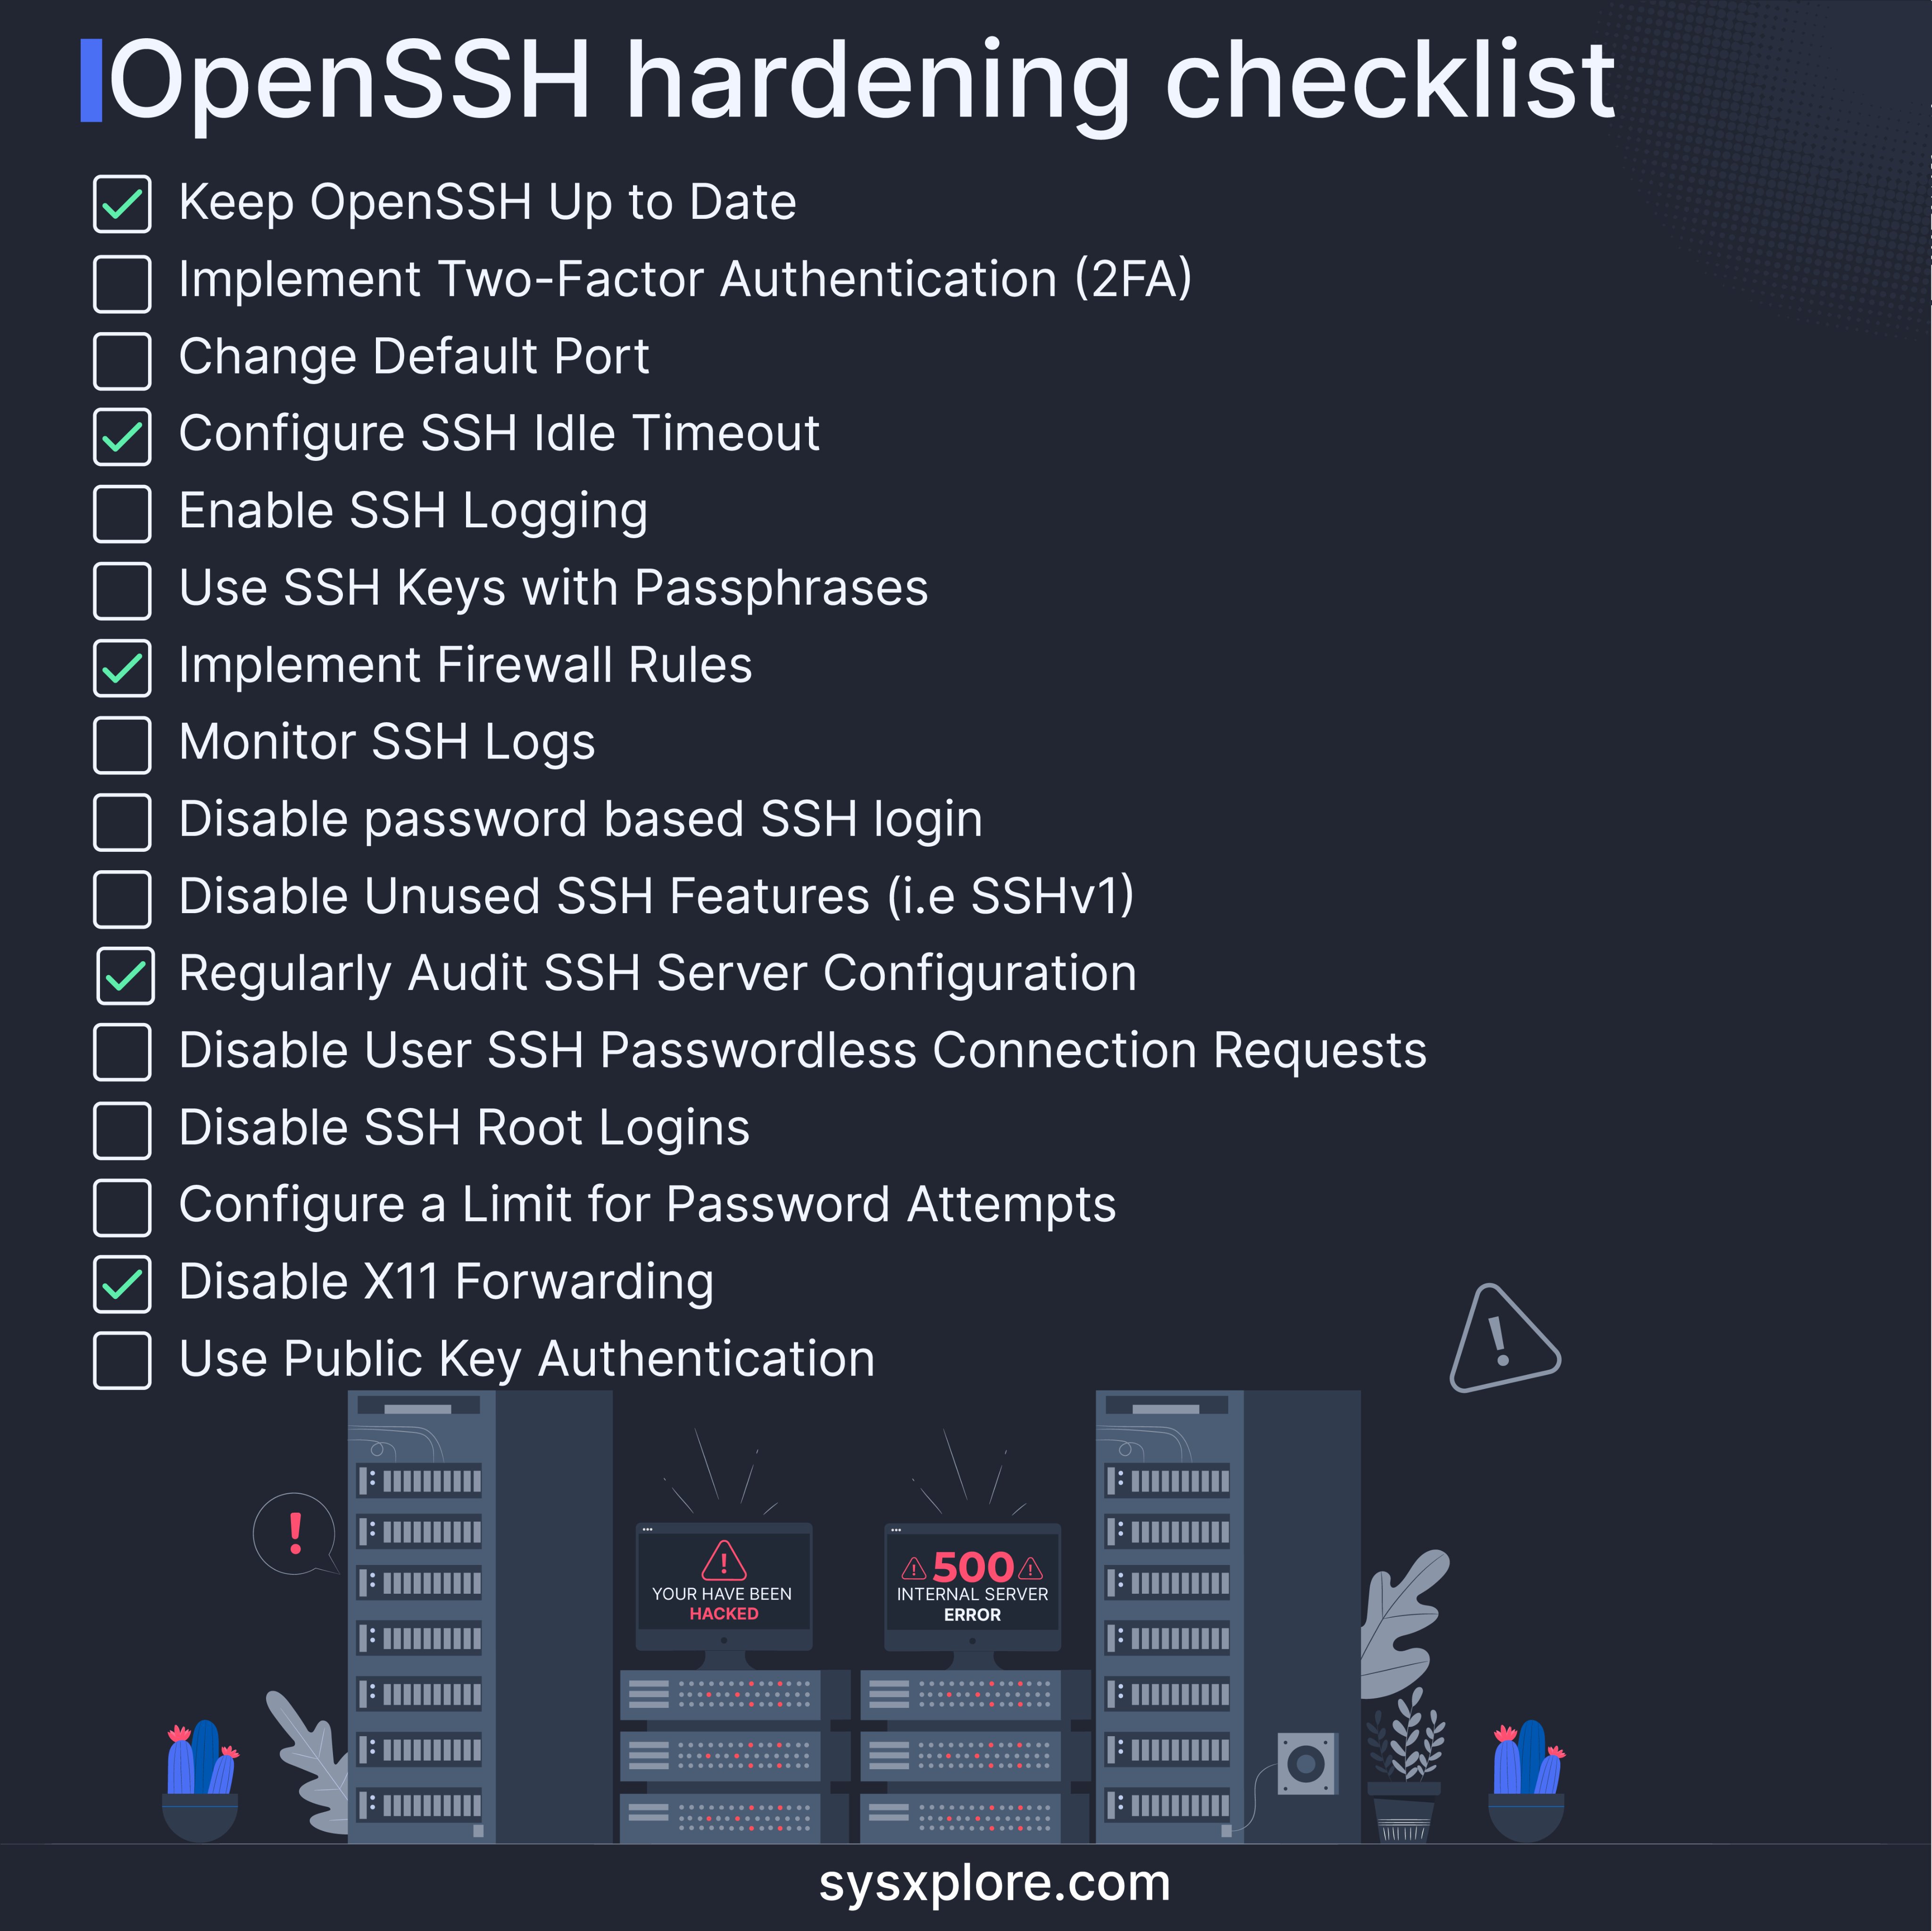 OpenSSH hardening checklist
Keep OpenSSH Up to Date
Implement Two-Factor Authentication (2FA)
Change Default Port
Configure SSH Idle Timeout
Enable SSH Logging
Use SSH Keys with Passphrases
Implement Firewall Rules
Monitor SSH Logs
Disable password based SSH login
Disable Unused SSH Features (i.e SSHv1)
Regularly Audit SSH Server Configuration
Disable User SSH Passwordless Connection Requests
Disable SSH Root Logins
Configure a Limit for Password Attempts
Disable X11 Forwarding
Use Public Key Authentication
!
!
!
YOUR HAVE BEEN
HACKED
! 500 !
INTERNAL SERVER
ERROR
sysxplore.com